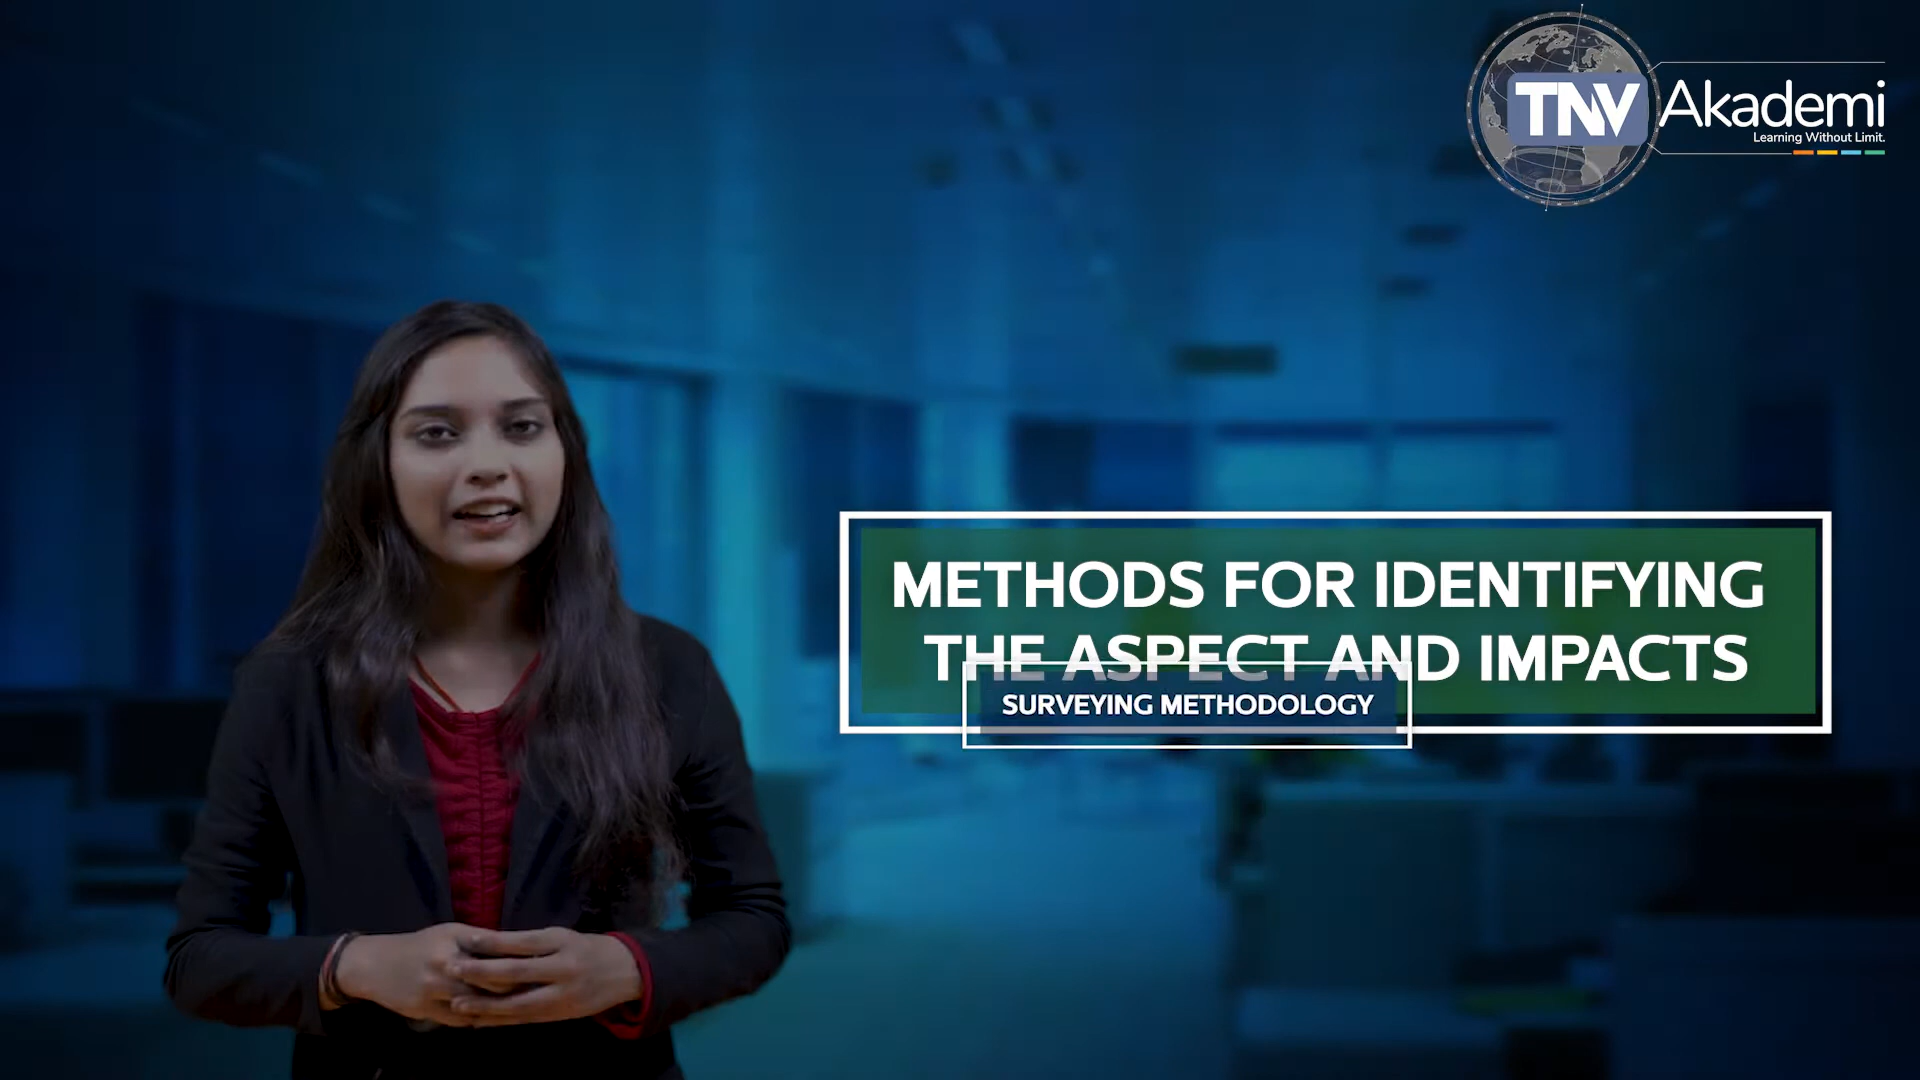 TNV Akademi
Learning Without Limit.
METHODS FOR IDENTIFYING
THE ASPECT AND IMPACTS
SURVEYING METHODOLOGY